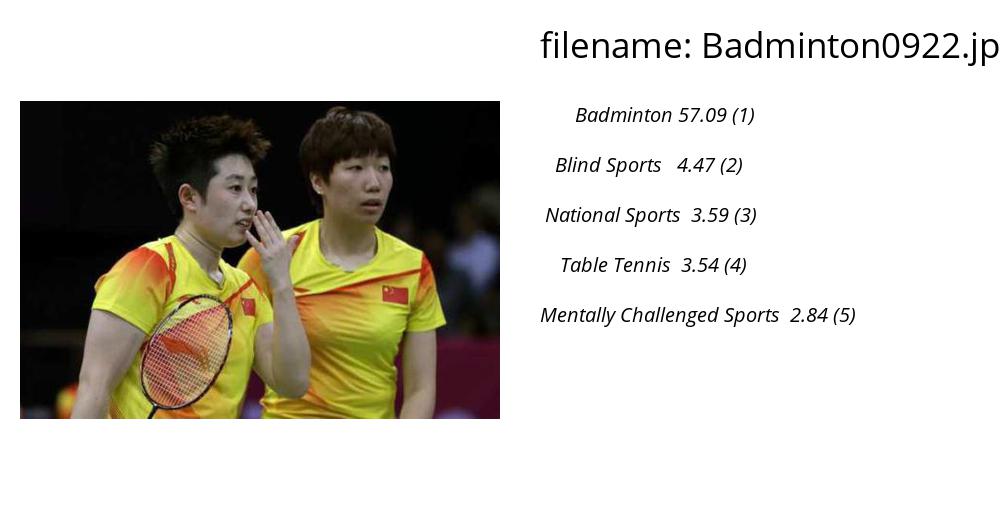 filename: Badminton0922.jp
Badminton 57.09 (1)
Blind Sports 4.47 (2)
National Sports 3.59 (3)
Table Tennis 3.54 (4)
Mentally Challenged Sports 2.84 (5)